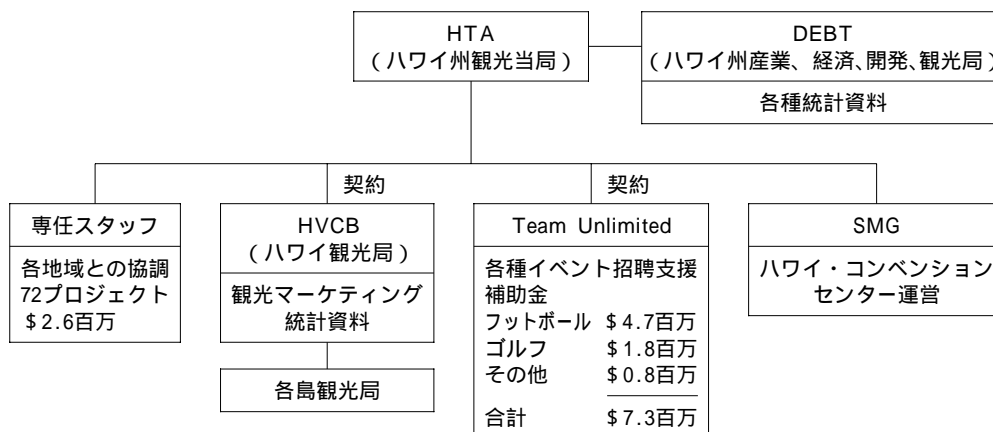 HTA
（ハワイ州観光当局）
DEBT
（ハワイ州産業、経済、開発、観光局）
各種統計資料
契約
契約
専任スタッフ
各地域との協調
72プロジェクト
＄2.6百万
HVCB
（ハワイ観光局）
観光マーケティング
統計資料
各島観光局
Team Unlimited
各種イベント招聘支援
補助金
フットボール ＄4.7百万
ゴルフ ＄1.8百万
その他 ＄0.8百万
合計 ＄7.3百万
SMG
ハワイ・コンベンション
センター運営